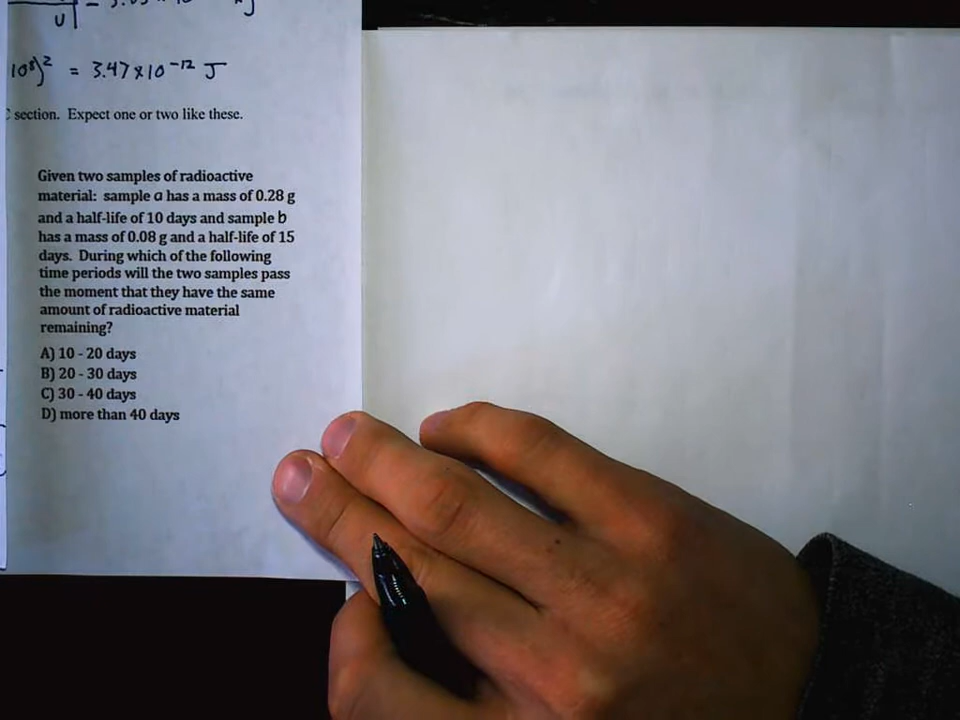 = 3.47 x 10⁻¹² J
section. Expect one or two like these.
Given two samples of radioactive
material: sample a has a mass of 0.28 g
and a half-life of 10 days and sample b
has a mass of 0.08 g and a half-life of 15
days. During which of the following
time periods will the two samples pass
the moment that they have the same
amount of radioactive material
remaining?
A) 10 - 20 days
B) 20 - 30 days
C) 30 - 40 days
D) more than 40 days